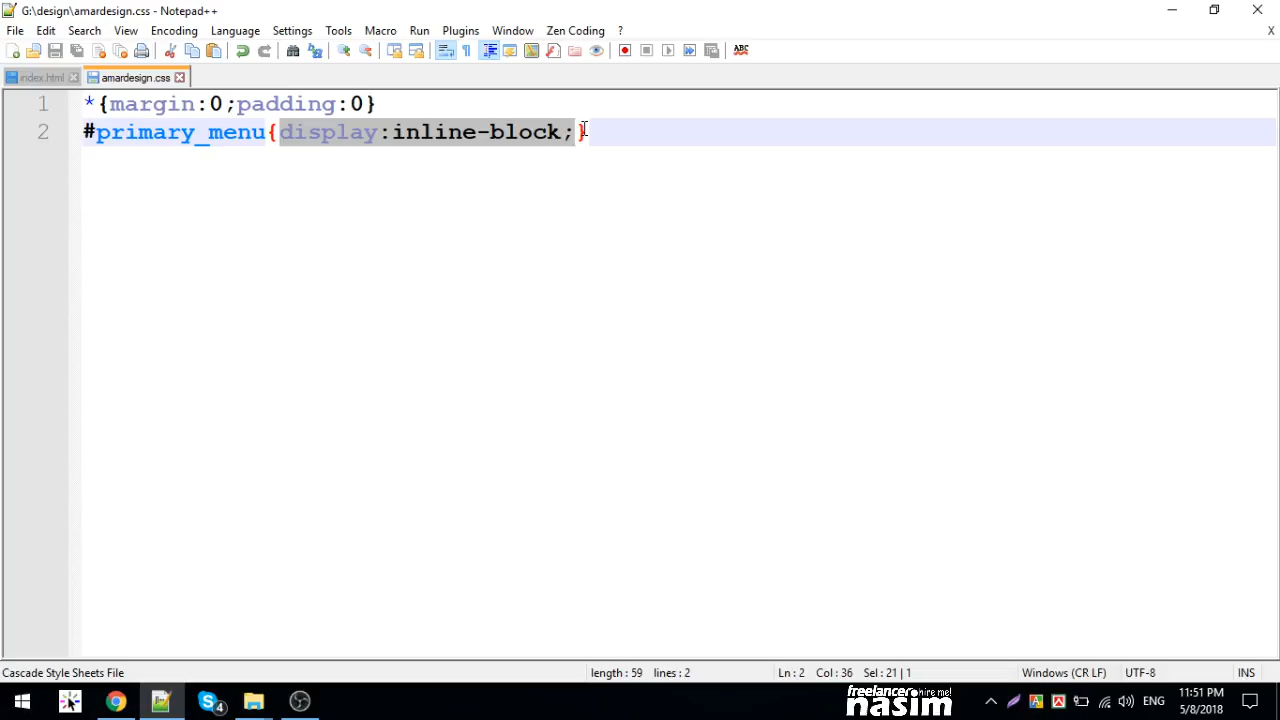 G:\design\amardesign.css - Notepad++
File Edit Search View Encoding Language Settings Tools Macro Run Plugins Window Zen Coding ? X
index.html amardesign.css
1 *{margin:0;padding:0}
2 #primary_menu{display:inline-block;}
Cascade Style Sheets File length : 59 lines : 2 Ln : 2 Col : 36 Sel : 21 | 1 Windows (CR LF) UTF-8 INS
4 ENG 11:51 PM
5/8/2018
freelancer hire me!
nasim